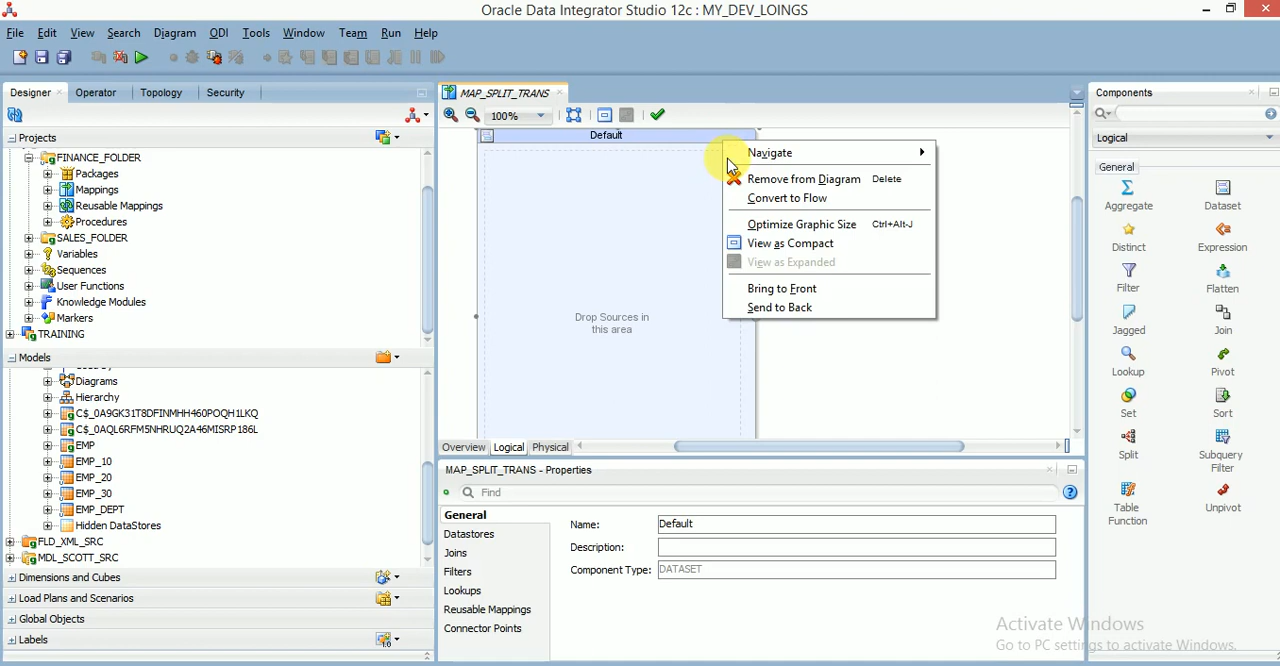 Oracle Data Integrator Studio 12c : MY_DEV_LOINGS
File Edit View Search Diagram ODI Tools Window Team Run Help
Designer Operator Topology Security
Projects
FINANCE_FOLDER
Packages
Mappings
Reusable Mappings
Procedures
SALES_FOLDER
Variables
Sequences
User Functions
Knowledge Modules
Markers
TRAINING
Models
Diagrams
Hierarchy
C$_0A9GK31T8DFINMHH460POQH1LKQ
C$_0AQL6RFM5NHRUQ2A46MISRP186L
EMP
EMP_10
EMP_20
EMP_30
EMP_DEPT
Hidden DataStores
FLD_XML_SRC
MDL_SCOTT_SRC
Dimensions and Cubes
Load Plans and Scenarios
Global Objects
Labels
MAP_SPLIT_TRANS
100%
Default
Drop Sources in
this area
Navigate
Remove from Diagram Delete
Convert to Flow
Optimize Graphic Size Ctrl+Alt-J
View as Compact
View as Expanded
Bring to Front
Send to Back
Overview Logical Physical
MAP_SPLIT_TRANS - Properties
Find
General
Datastores
Joins
Filters
Lookups
Reusable Mappings
Connector Points
Name: Default
Description:
Component Type: DATASET
Components
Logical
General
Aggregate Dataset
Distinct Expression
Filter Flatten
Jagged Join
Lookup Pivot
Set Sort
Split Subquery
Filter
Table
Function
Unpivot
Activate Windows
Go to PC settings to activate Windows.